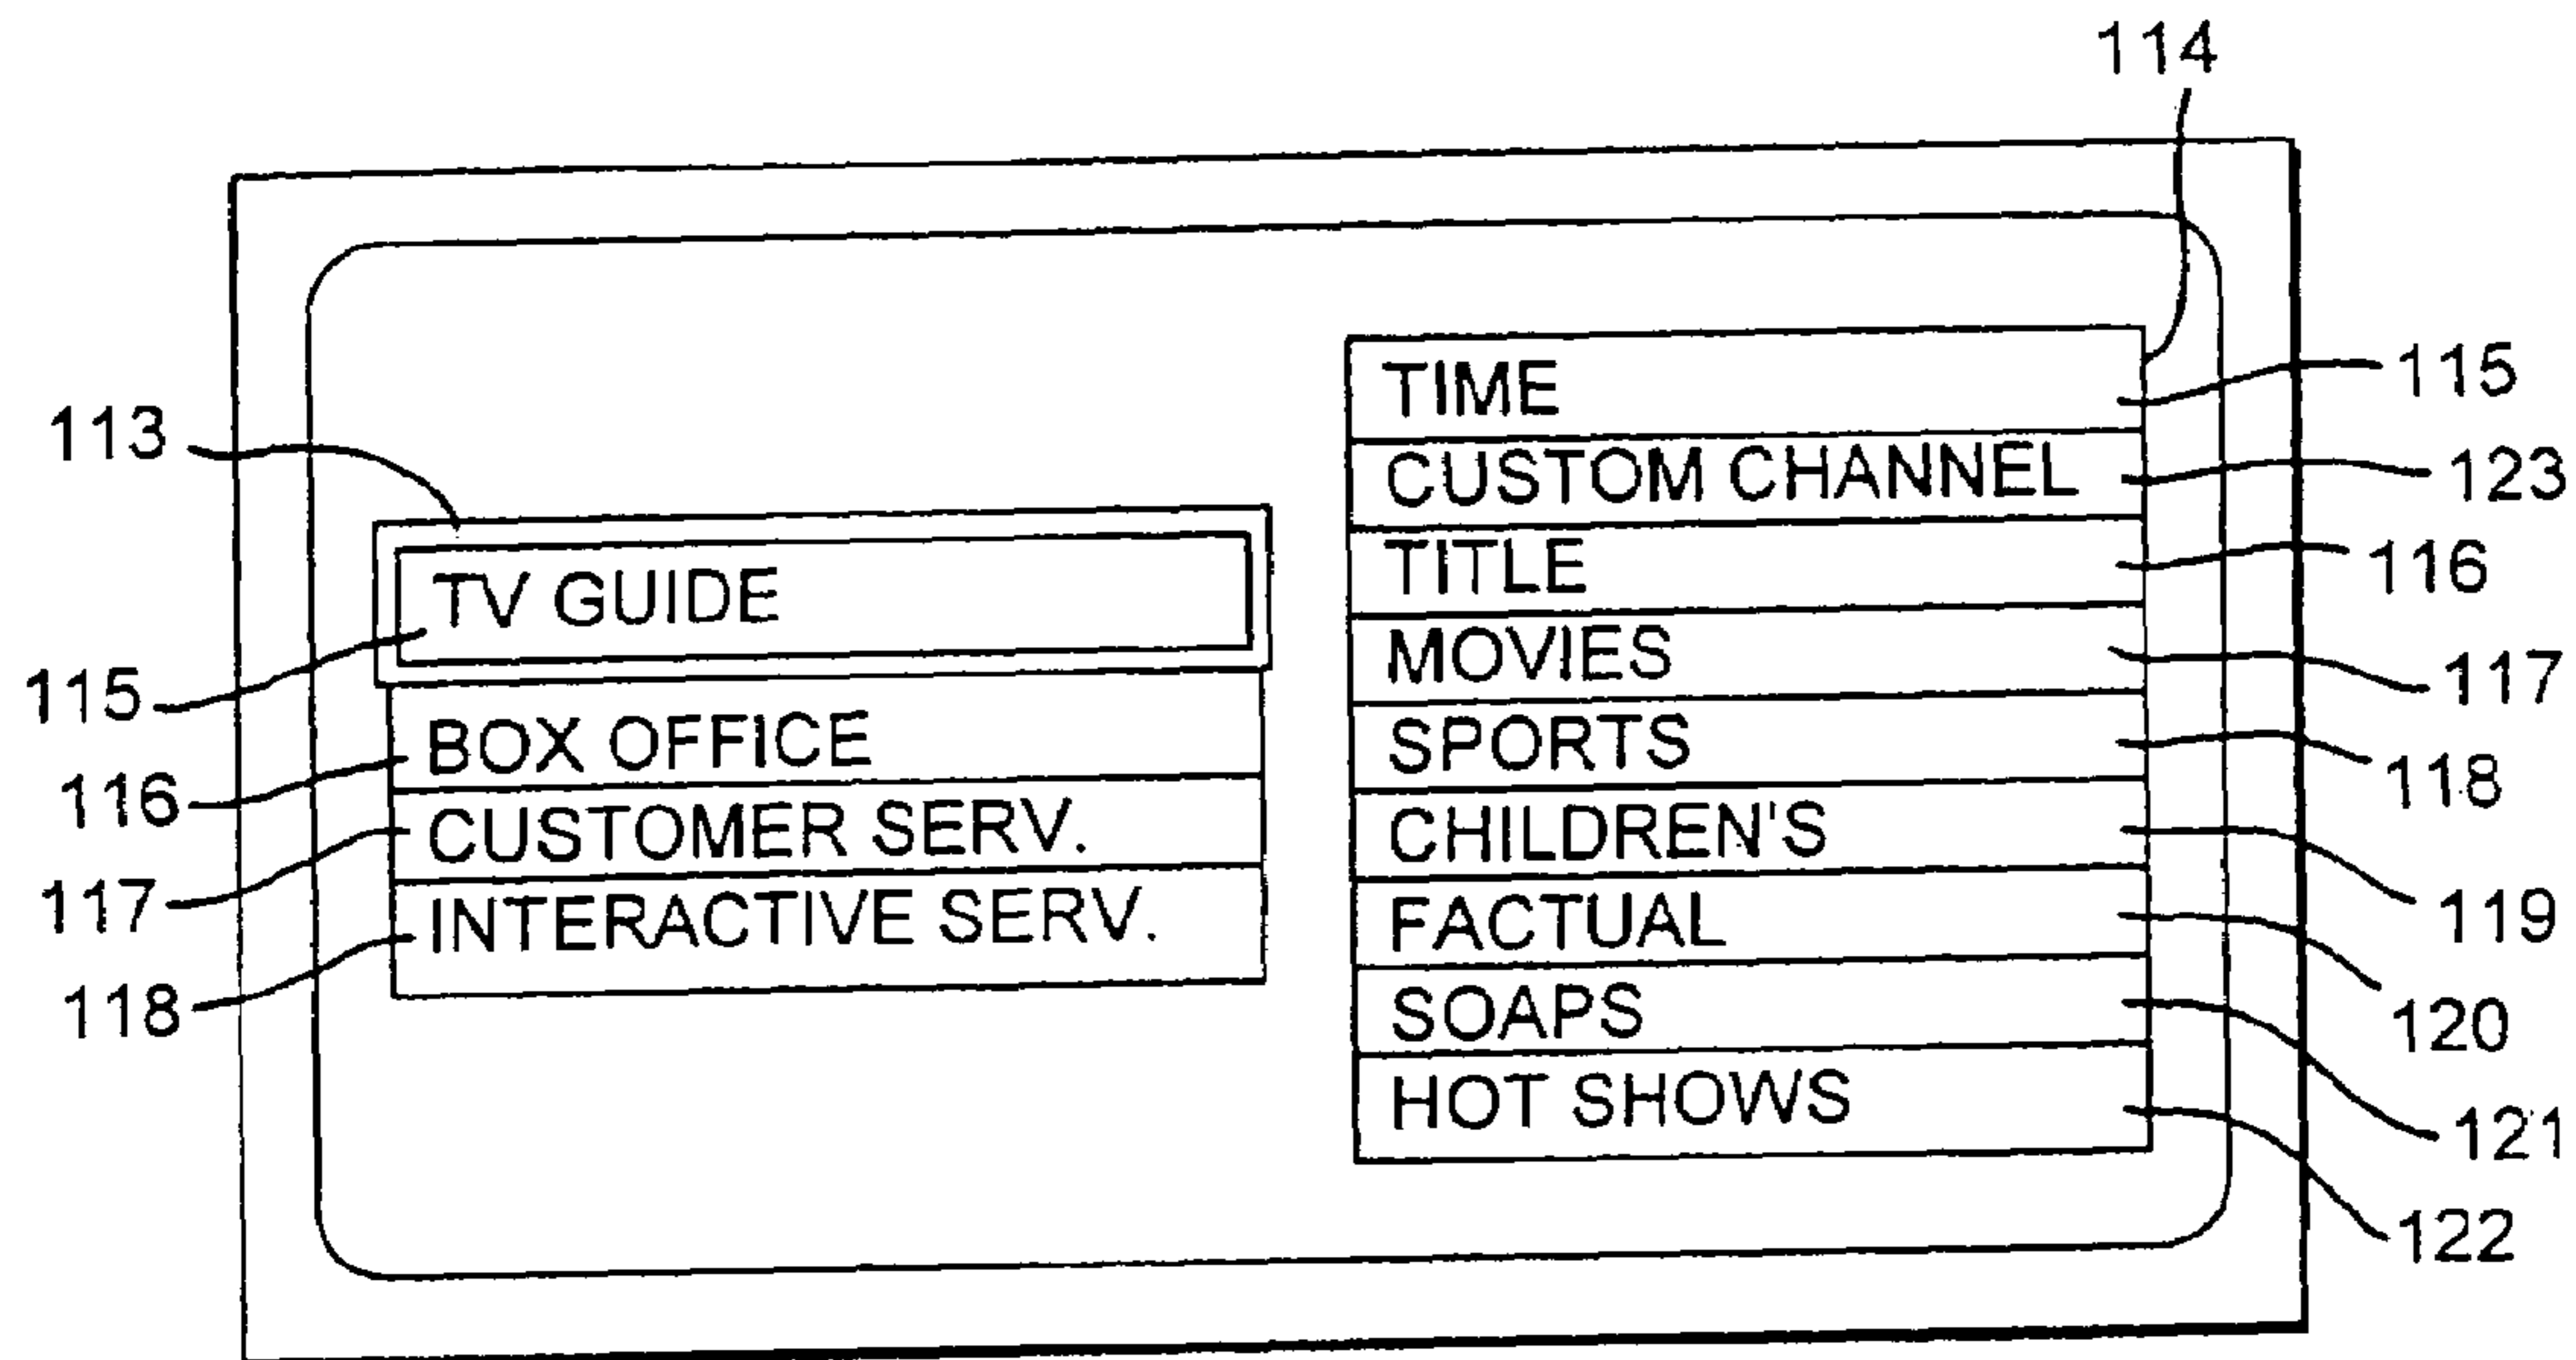 114
TIME
115
CUSTOM CHANNEL
123
113
TITLE
116
TV GUIDE
115
MOVIES
117
BOX OFFICE
116
SPORTS
118
CUSTOMER SERV.
117
CHILDREN'S
119
INTERACTIVE SERV.
118
FACTUAL
120
SOAPS
121
HOT SHOWS
122